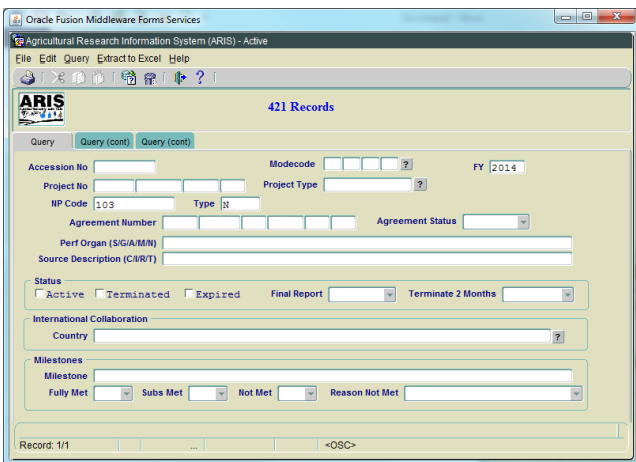 Oracle Fusion Middleware Forms Services
Agricultural Research Information System (ARIS) - Active
File Edit Query Extract to Excel Help
ARIS
421 Records
Query Query (cont) Query (cont)
Accession No Modecode ? FY 2014
Project No Project Type ?
NP Code 103 Type N
Agreement Number Agreement Status
Perf Organ (S/G/A/M/N)
Source Description (C/I/R/T)
Status
Active Terminated Expired Final Report Terminate 2 Months
International Collaboration
Country ?
Milestones
Milestone
Fully Met Subs Met Not Met Reason Not Met
Record: 1/1 ... <OSC>